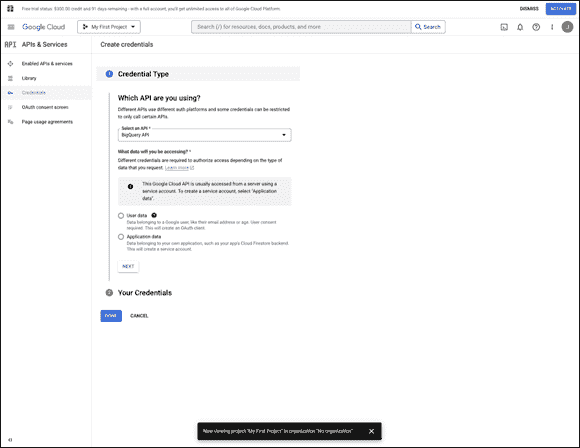 Free trial status: $300.00 credit and 91 days remaining - with a full account, you'll get unlimited access to all of Google Cloud Platform.
DISMISS
ACTIVATE
Google Cloud
My First Project
Search (/) for resources, docs, products, and more
Search
J
API APIs & Services
Create credentials
Enabled APIs & services
Library
Credentials
OAuth consent screen
Page usage agreements
1 Credential Type
Which API are you using?
Different APIs use different auth platforms and some credentials can be restricted
to only call certain APIs.
Select an API *
BigQuery API
What data will you be accessing? *
Different credentials are required to authorize access depending on the type of
data that you request. Learn more
This Google Cloud API is usually accessed from a server using a
service account. To create a service account, select "Application
data".
User data
Data belonging to a Google user, like their email address or age. User consent
required. This will create an OAuth client.
Application data
Data belonging to your own application, such as your app's Cloud Firestore backend.
This will create a service account.
NEXT
2 Your Credentials
DONE
CANCEL
Now viewing project "My First Project" in organization "No organization"